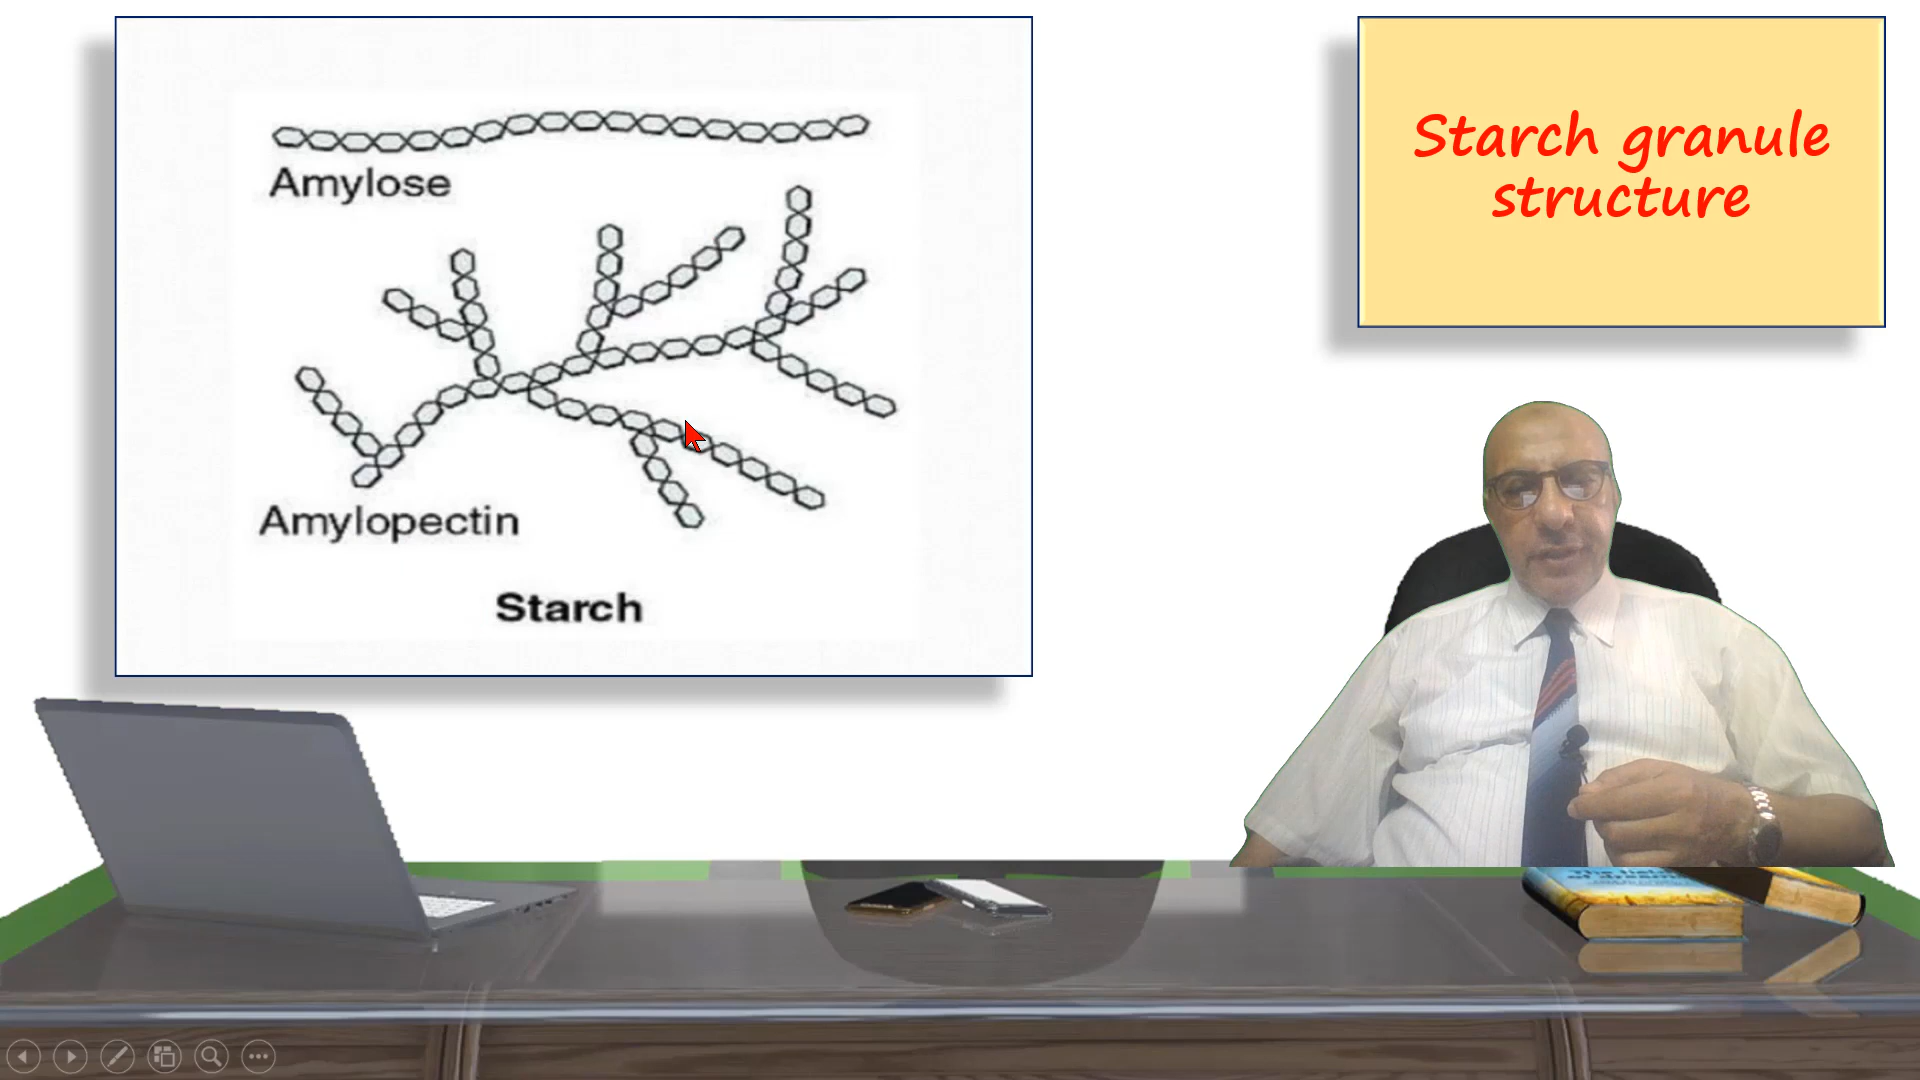 Amylose
Amylopectin
Starch
Starch granule
structure